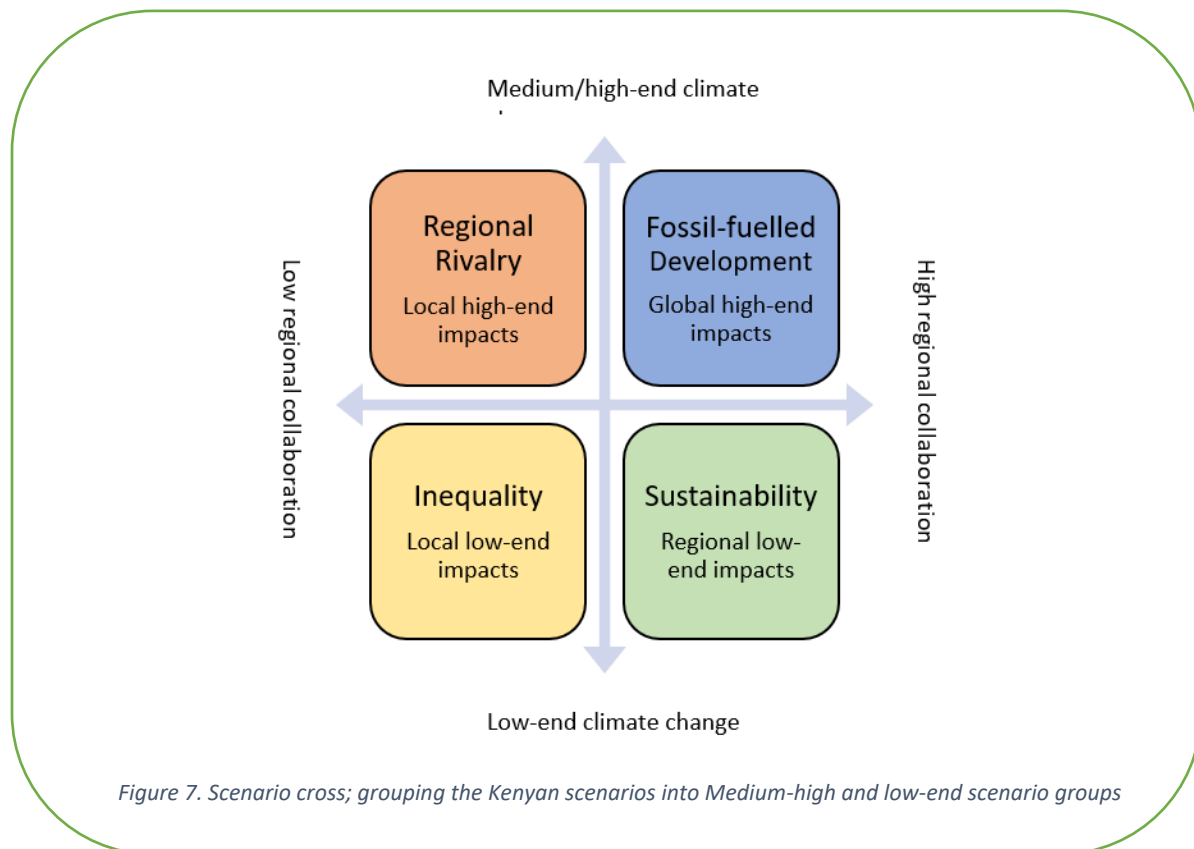 Medium/high-end climate
Regional
Rivalry
Local high-end
impacts
Fossil-fuelled
Development
Global high-end
impacts
Low regional collaboration
High regional collaboration
Inequality
Local low-end
impacts
Sustainability
Regional low-
end impacts
Low-end climate change
Figure 7. Scenario cross; grouping the Kenyan scenarios into Medium-high and low-end scenario groups